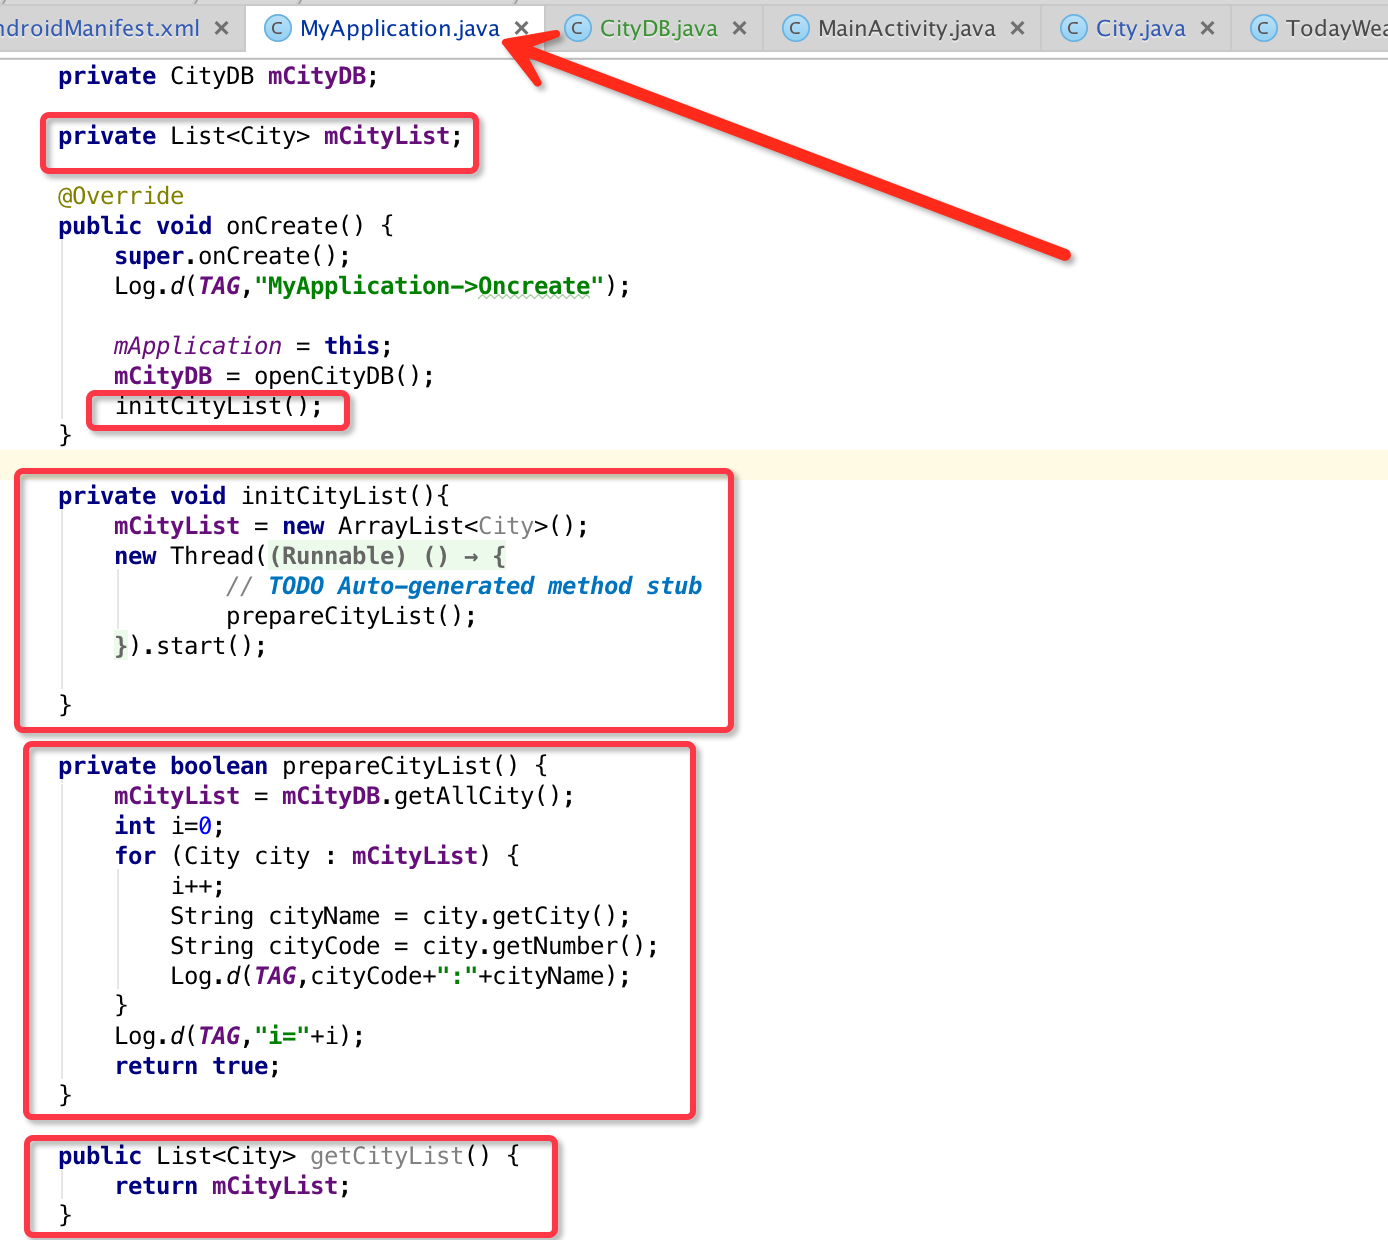 ndroidManifest.xml × C MyApplication.java × C CityDB.java × C MainActivity.java × C City.java × C TodayWea
private CityDB mCityDB;
private List<City> mCityList;
@Override
public void onCreate() {
super.onCreate();
Log.d(TAG,"MyApplication->Oncreate");
mApplication = this;
mCityDB = openCityDB();
initCityList();
}
private void initCityList(){
mCityList = new ArrayList<City>();
new Thread((Runnable) () → {
// TODO Auto-generated method stub
prepareCityList();
}).start();
}
private boolean prepareCityList() {
mCityList = mCityDB.getAllCity();
int i=0;
for (City city : mCityList) {
i++;
String cityName = city.getCity();
String cityCode = city.getNumber();
Log.d(TAG,cityCode+":"+cityName);
}
Log.d(TAG,"i="+i);
return true;
}
public List<City> getCityList() {
return mCityList;
}